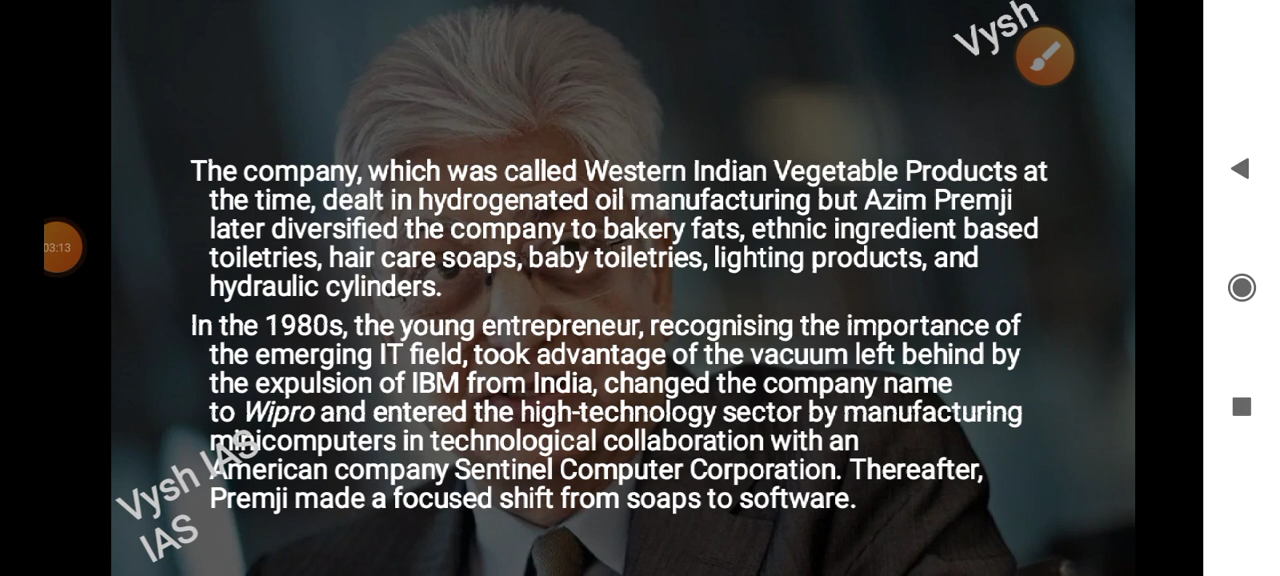 Vysh
The company, which was called Western Indian Vegetable Products at
the time, dealt in hydrogenated oil manufacturing but Azim Premji
later diversified the company to bakery fats, ethnic ingredient based
toiletries, hair care soaps, baby toiletries, lighting products, and
hydraulic cylinders.
03:13
In the 1980s, the young entrepreneur, recognising the importance of
the emerging IT field, took advantage of the vacuum left behind by
the expulsion of IBM from India, changed the company name
to Wipro and entered the high-technology sector by manufacturing
minicomputers in technological collaboration with an
American company Sentinel Computer Corporation. Thereafter,
Premji made a focused shift from soaps to software.
Vysh IAS
IAS